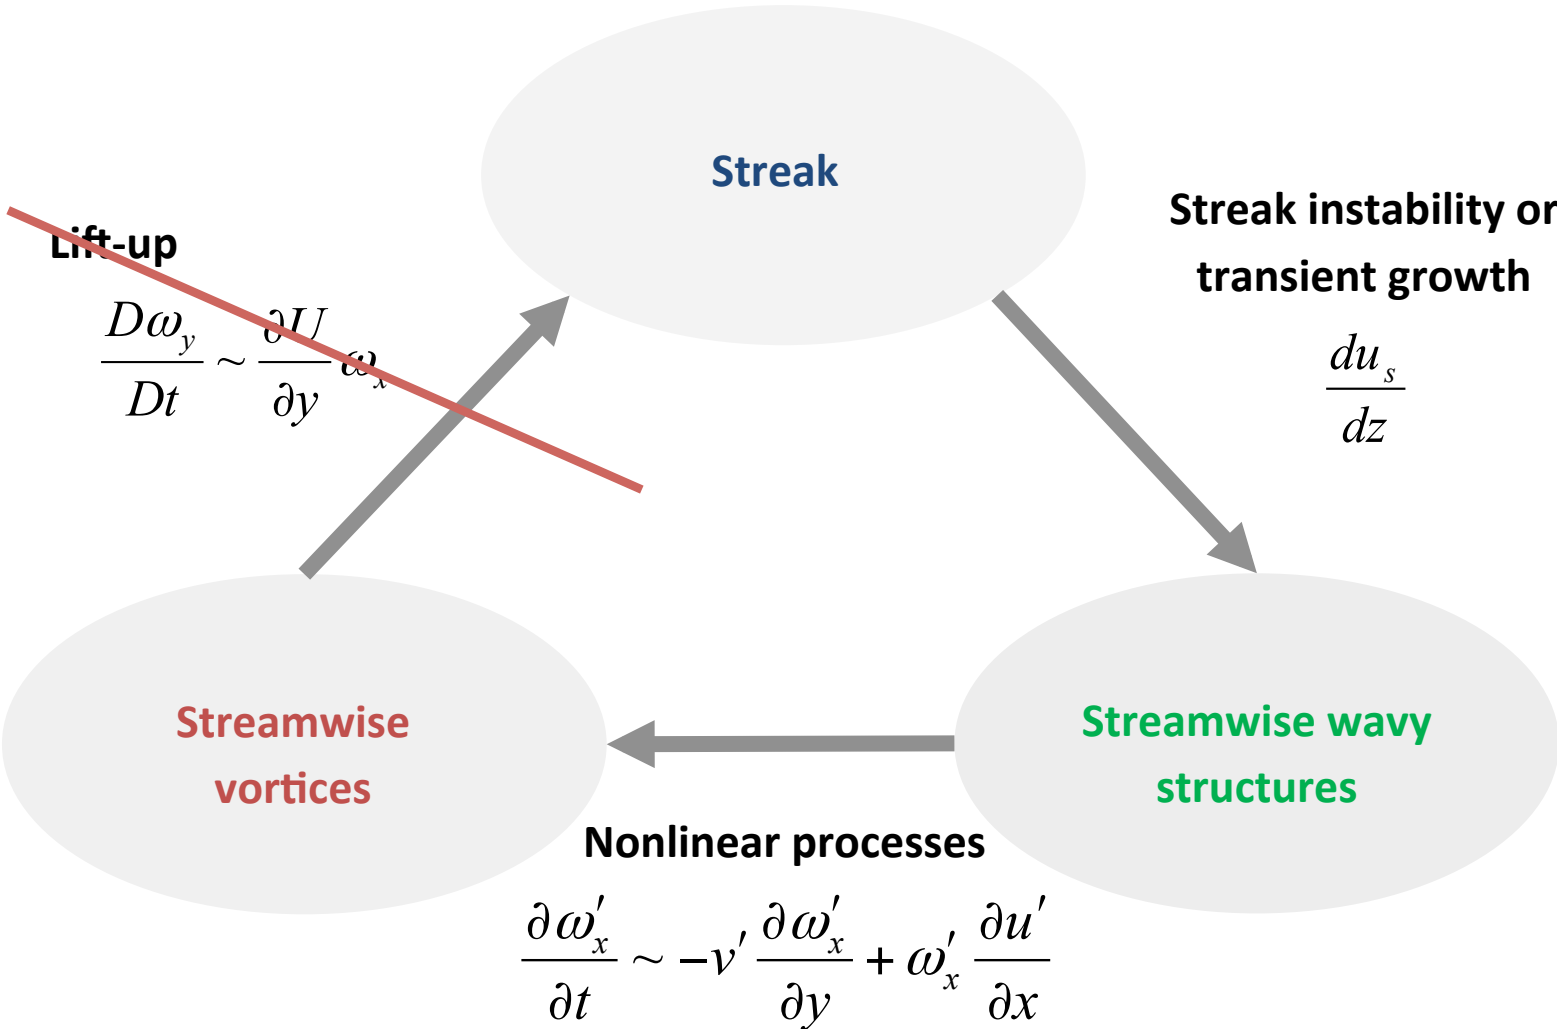 Streak
Streak instability or
transient growth
du_s
dz
Lift-up
Dω_y / Dt ~ ∂U / ∂y ω_x
Streamwise
vortices
Streamwise wavy
structures
Nonlinear processes
∂ω′_x / ∂t ~ −v′ ∂ω′_x / ∂y + ω′_x ∂u′ / ∂x